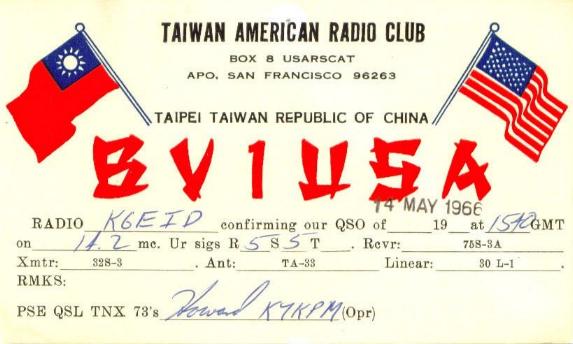 TAIWAN AMERICAN RADIO CLUB
BOX 8 USARSCAT
APO, SAN FRANCISCO 96263
TAIPEI TAIWAN REPUBLIC OF CHINA
BV1USA
14 MAY 1966
RADIO K6EID confirming our QSO of 19 at 1540 GMT
on 14.2 mc. Ur sigs R 5 S 5 T . Rcvr: 75S-3A
Xmtr: 32S-3 . Ant: TA-33 Linear: 30 L-1 .
RMKS:
PSE QSL TNX 73's Howard K7KPM (Opr)